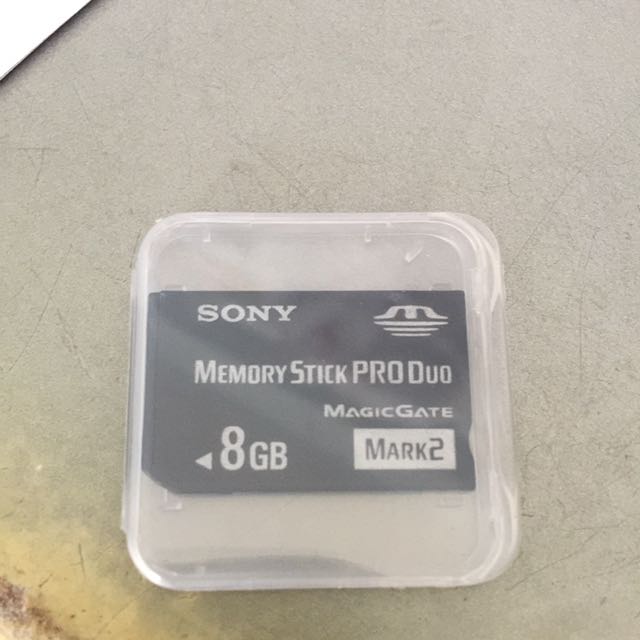 SONY
MEMORY STICK PRO DUO
MAGICGATE
◄8GB
MARK2